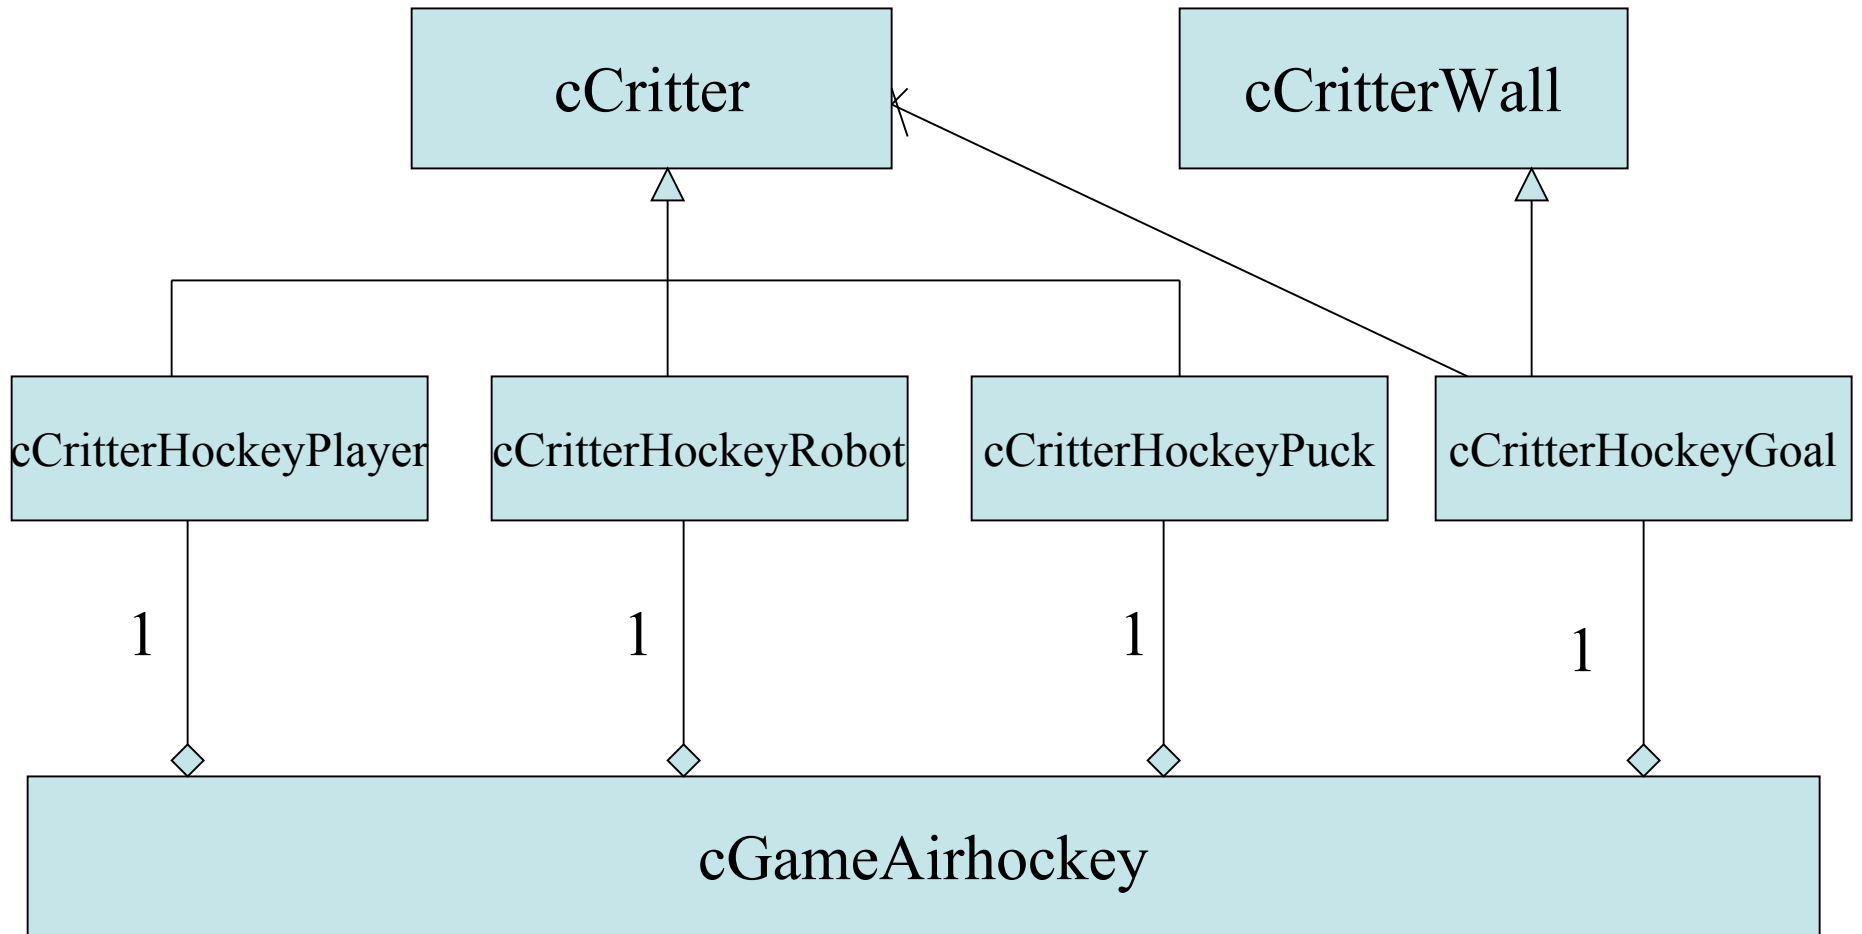 cCritter
cCritterWall
cCritterHockeyPlayer
cCritterHockeyRobot
cCritterHockeyPuck
cCritterHockeyGoal
1
1
1
1
cGameAirhockey